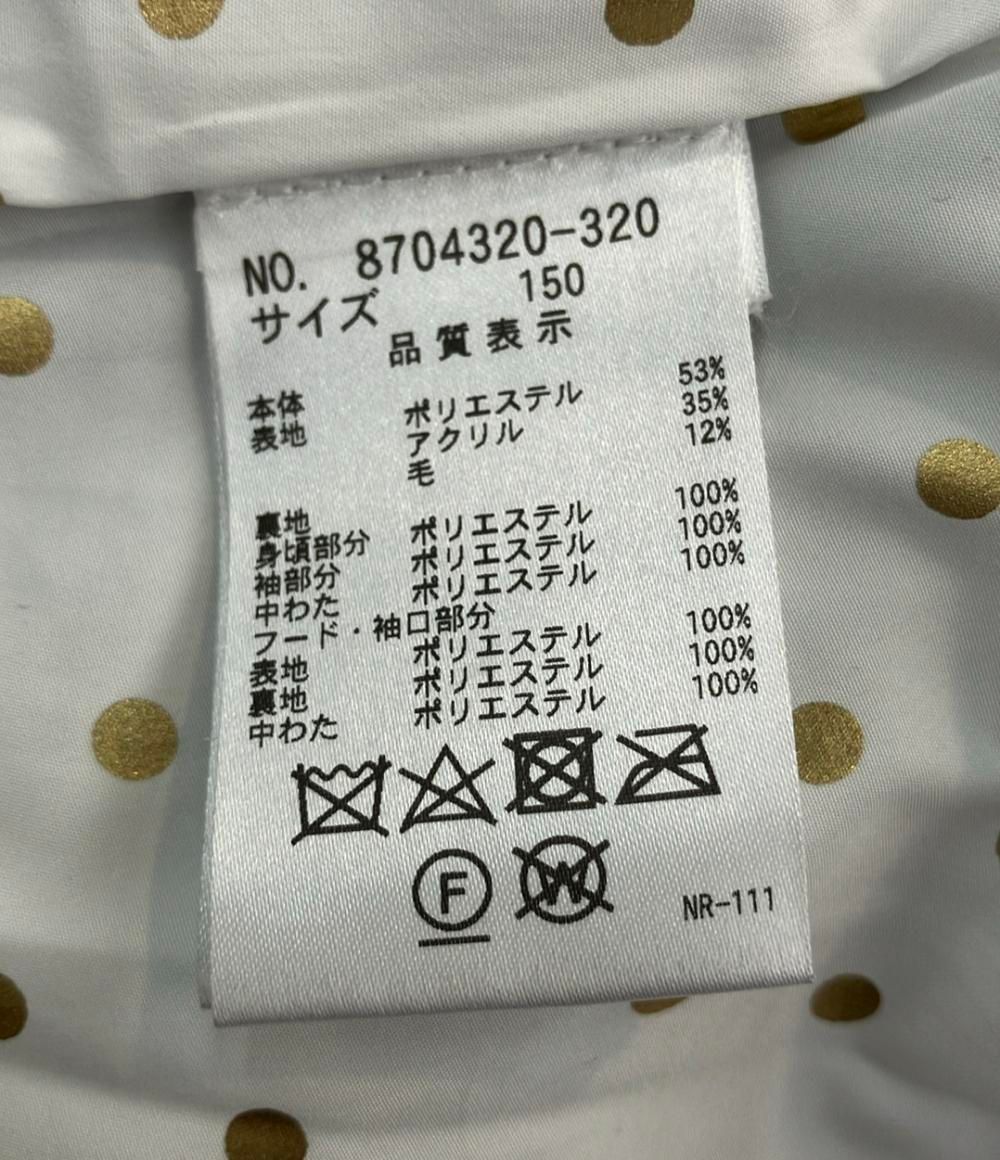 NO. 8704320-320
サイズ 150
品質表示
本体 ポリエステル 53%
表地 アクリル 35%
毛 12%
裏地
身頃部分 ポリエステル 100%
袖部分 ポリエステル 100%
中わた ポリエステル 100%
フード・袖口部分
表地 ポリエステル 100%
裏地 ポリエステル 100%
中わた ポリエステル 100%
F W
NR-111